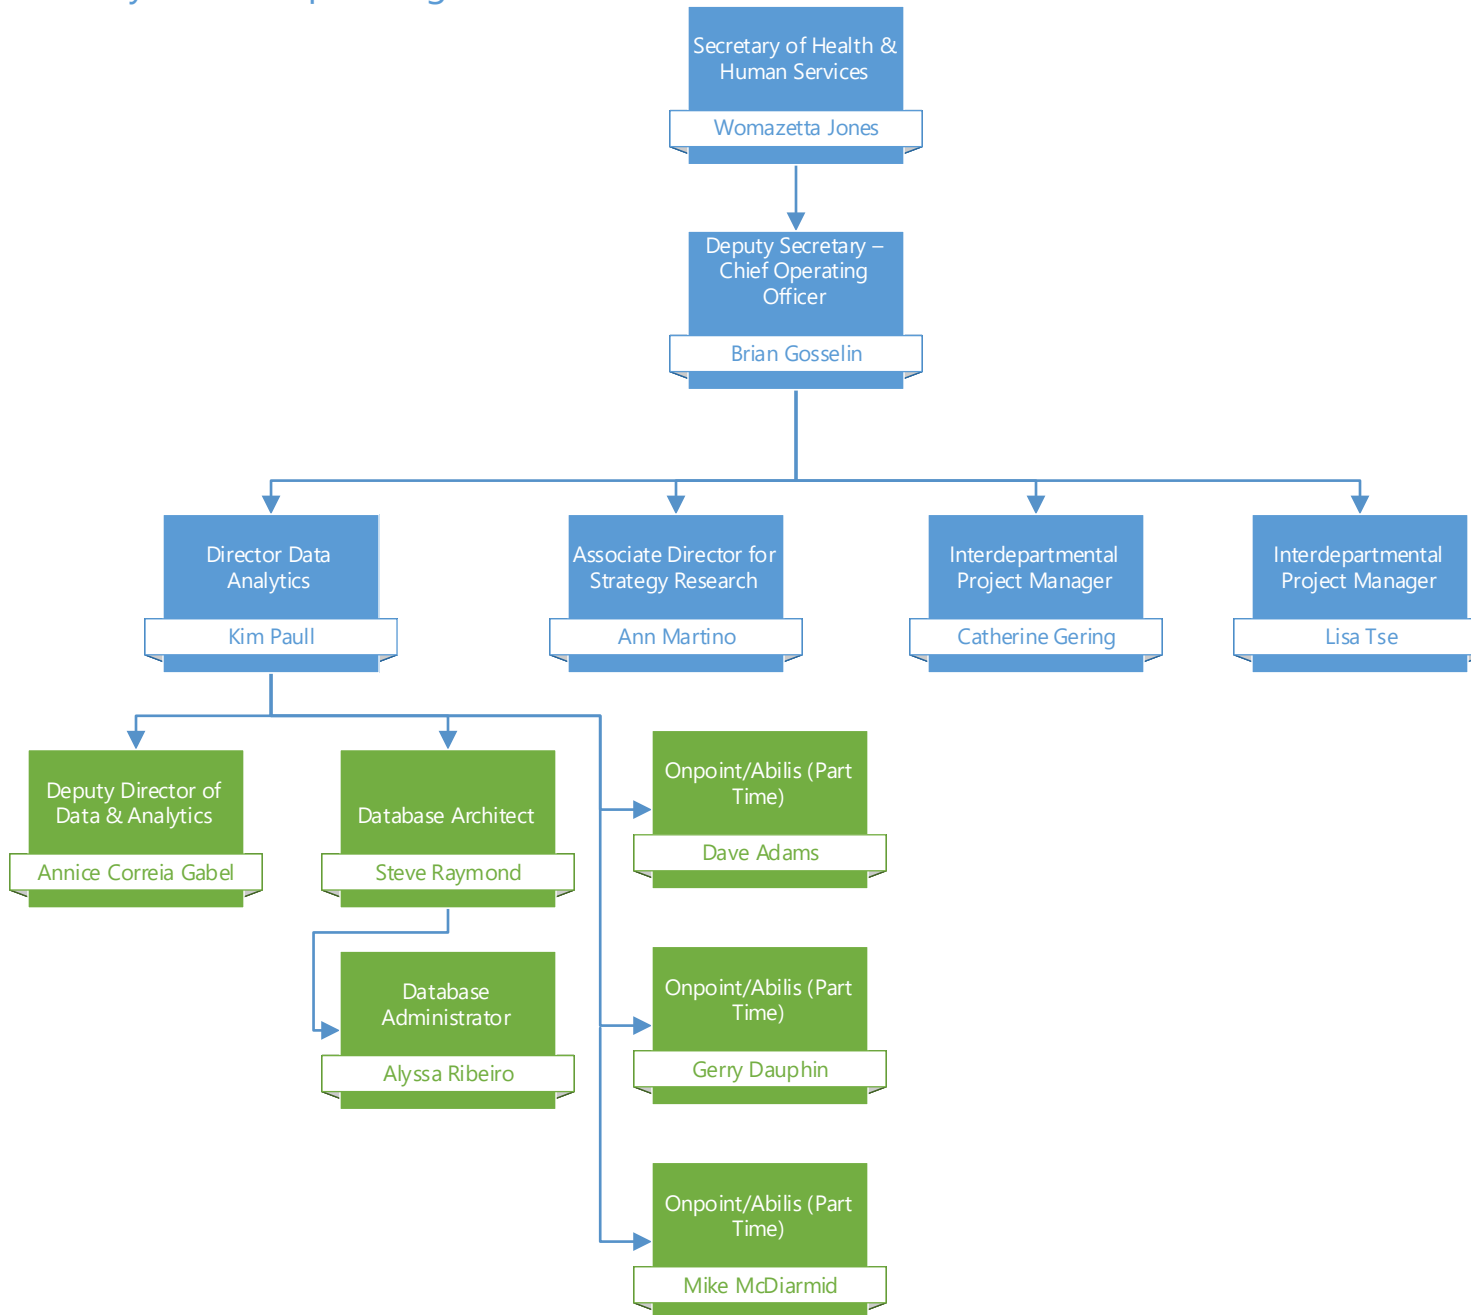 Secretary of Health &
Human Services
Womazetta Jones
Deputy Secretary –
Chief Operating
Officer
Brian Gosselin
Director Data
Analytics
Kim Paull
Associate Director for
Strategy Research
Ann Martino
Interdepartmental
Project Manager
Catherine Gering
Interdepartmental
Project Manager
Lisa Tse
Deputy Director of
Data & Analytics
Annice Correia Gabel
Database Architect
Steve Raymond
Database
Administrator
Alyssa Ribeiro
Onpoint/Abilis (Part
Time)
Dave Adams
Onpoint/Abilis (Part
Time)
Gerry Dauphin
Onpoint/Abilis (Part
Time)
Mike McDiarmid